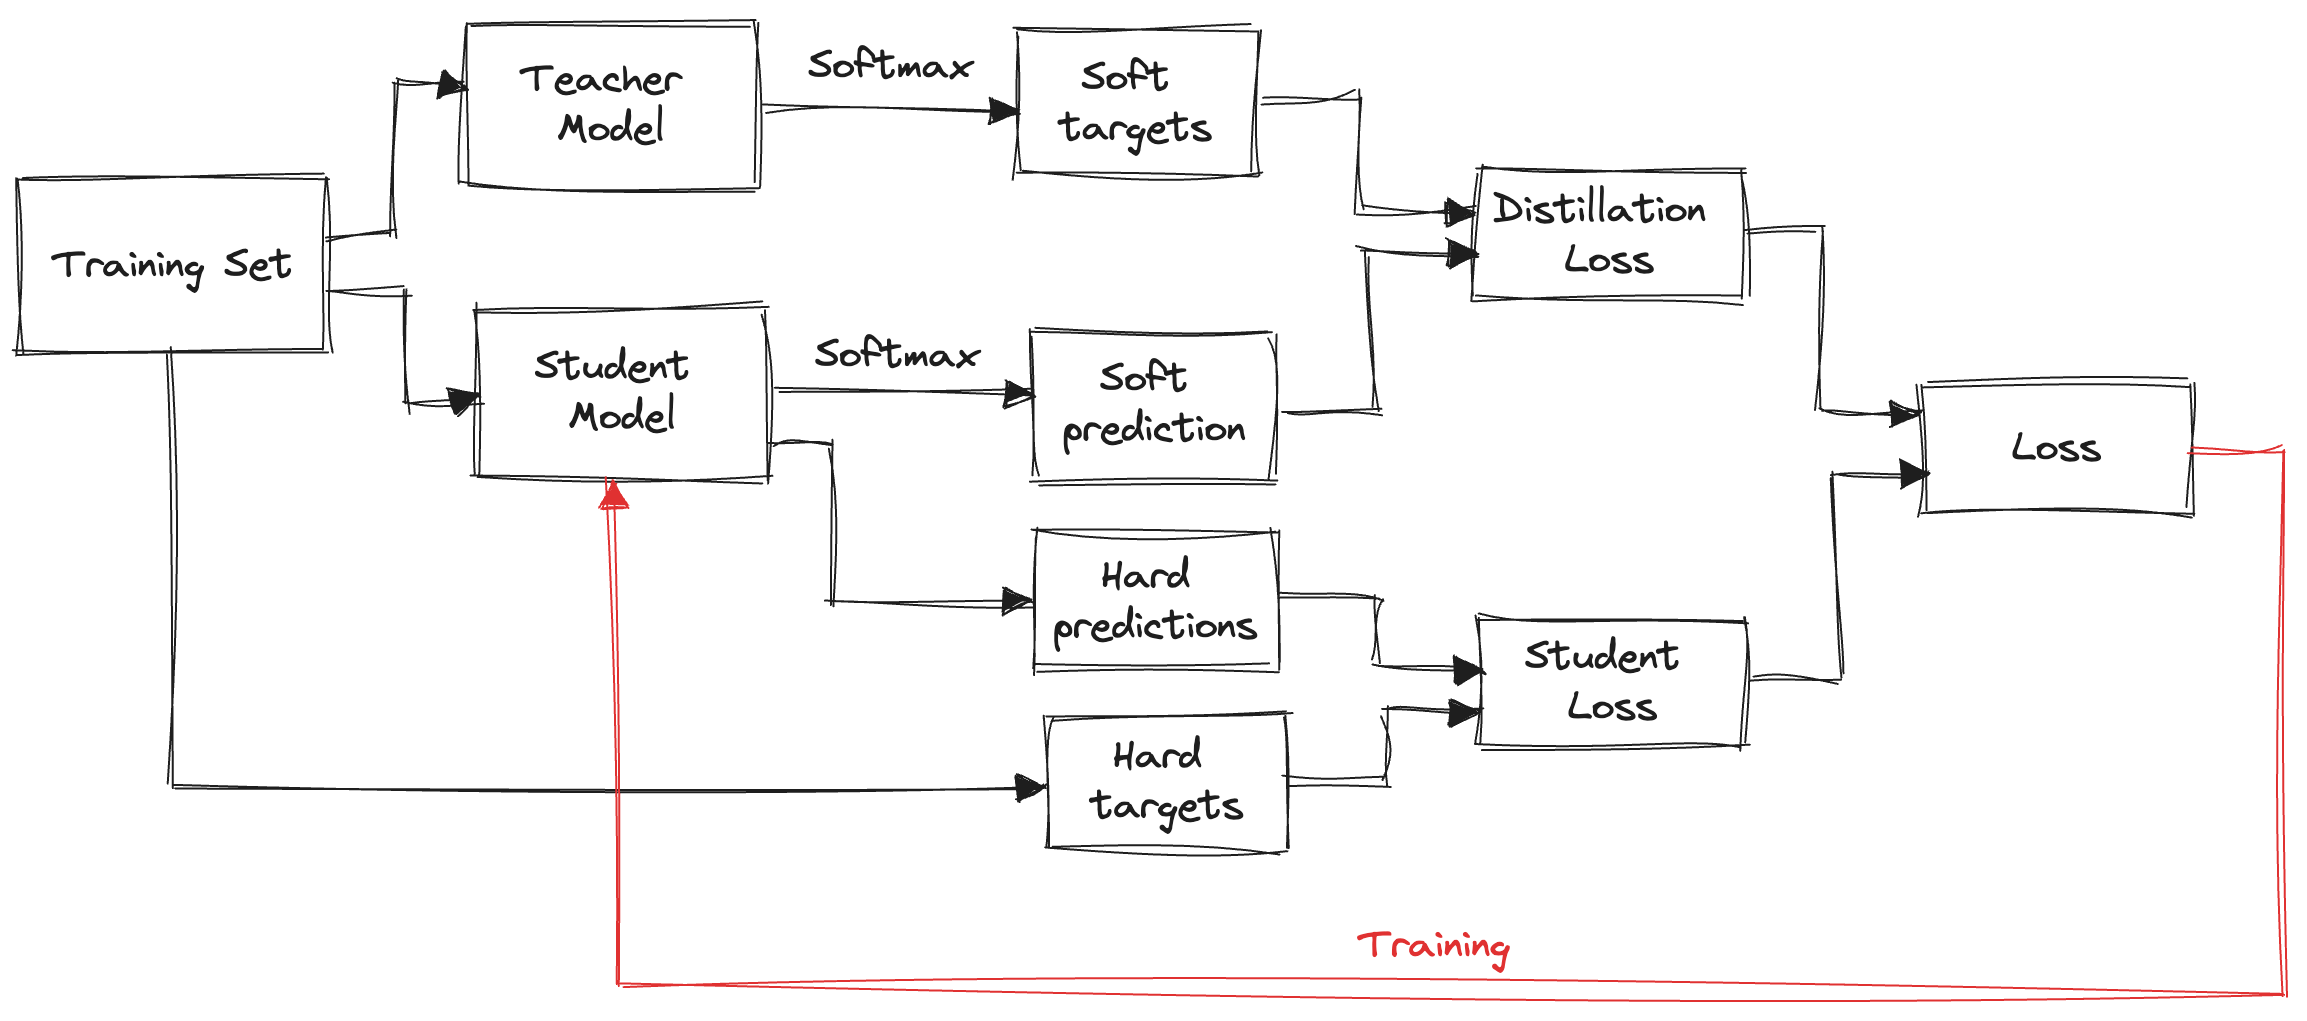 Teacher
Model
Softmax
Soft
targets
Training Set
Distillation
Loss
Student
Model
Softmax
Soft
prediction
Loss
Hard
predictions
Student
Loss
Hard
targets
Training